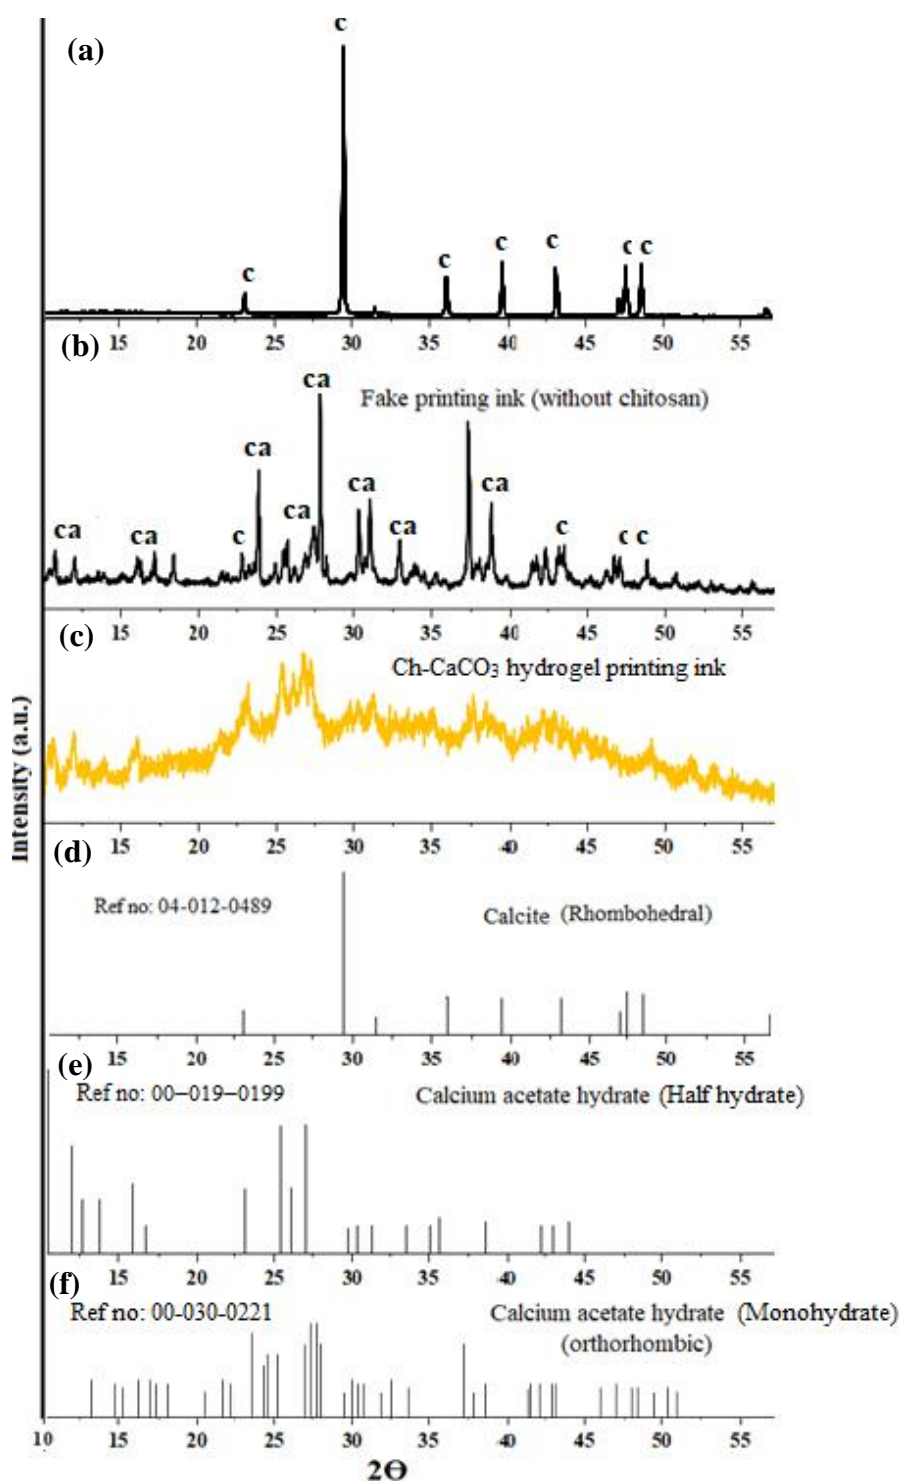 (a)
c
c
c
c
c
c c
15 20 25 30 35 40 45 50 55
(b)
Fake printing ink (without chitosan)
ca
ca
ca
ca
ca
ca
ca
c
ca
c
c c
15 20 25 30 35 40 45 50 55
(c)
Ch-CaCO₃ hydrogel printing ink
15 20 25 30 35 40 45 50 55
(d)
Ref no: 04-012-0489
Calcite (Rhombohedral)
15 20 25 30 35 40 45 50 55
(e)
Ref no: 00-019-0199
Calcium acetate hydrate (Half hydrate)
15 20 25 30 35 40 45 50 55
(f)
Ref no: 00-030-0221
Calcium acetate hydrate (Monohydrate)
(orthorhombic)
10 15 20 25 30 35 40 45 50 55
2Θ
Intensity (a.u.)